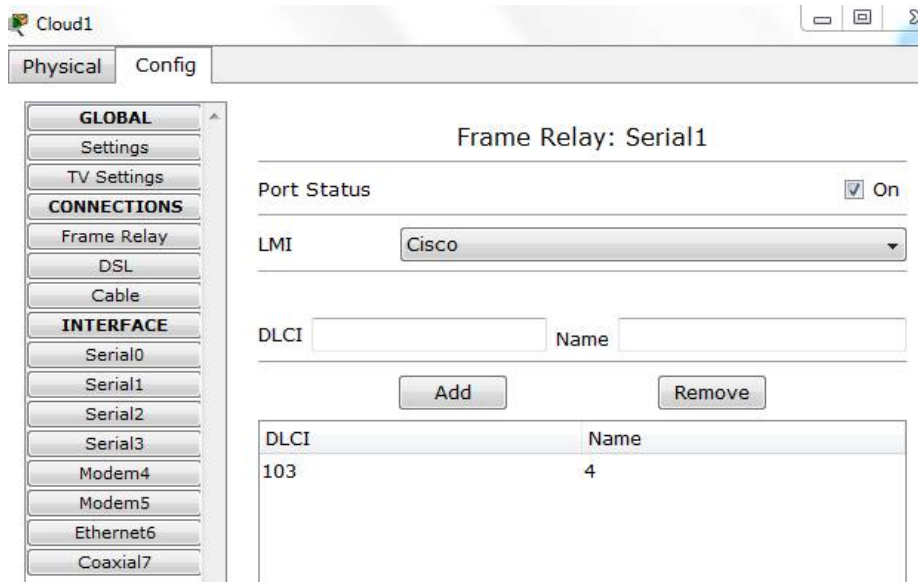 Cloud1
Physical Config
GLOBAL
Settings
TV Settings
CONNECTIONS
Frame Relay
DSL
Cable
INTERFACE
Serial0
Serial1
Serial2
Serial3
Modem4
Modem5
Ethernet6
Coaxial7
Frame Relay: Serial1
Port Status On
LMI Cisco
DLCI Name
Add Remove
DLCI Name
103 4